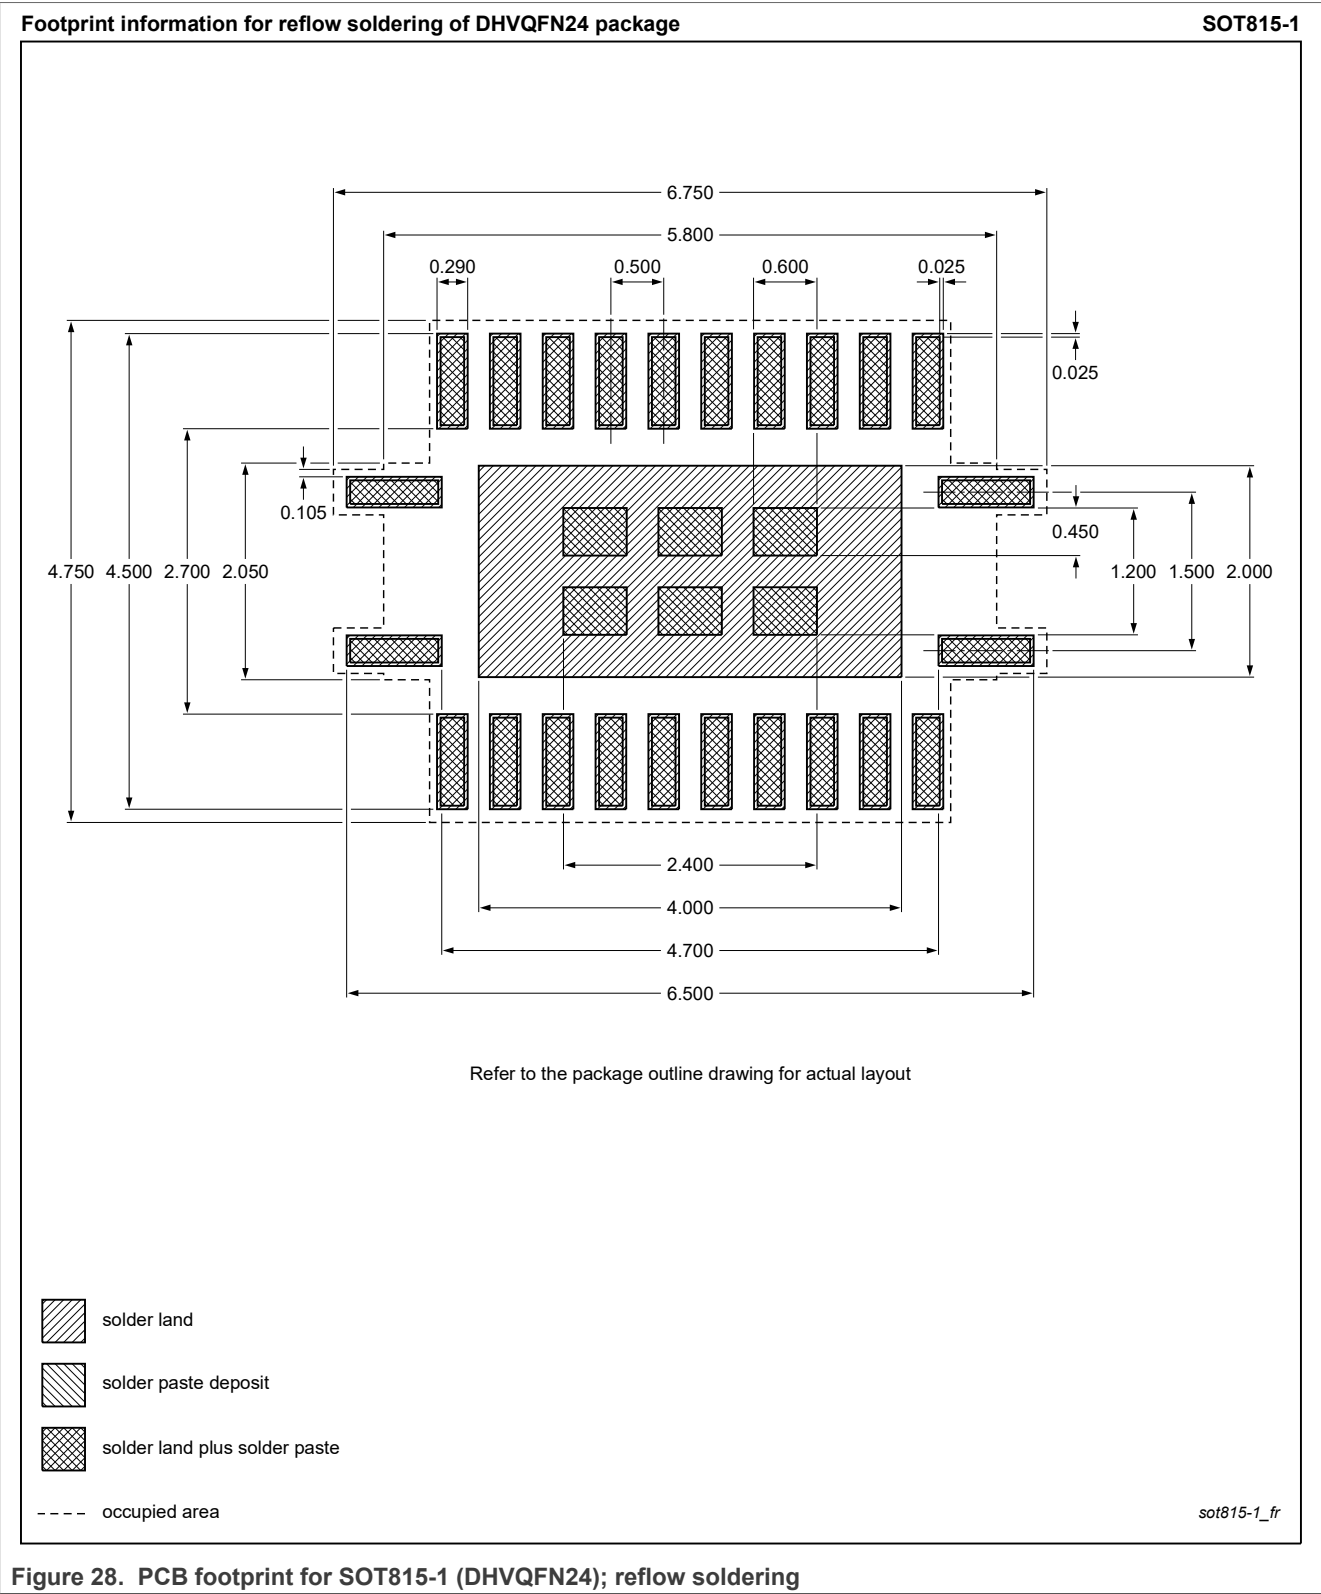 Footprint information for reflow soldering of DHVQFN24 package SOT815-1
6.750
5.800
0.290 0.500 0.600 0.025
0.025
0.105
0.450
4.750 4.500 2.700 2.050 1.200 1.500 2.000
2.400
4.000
4.700
6.500
Refer to the package outline drawing for actual layout
solder land
solder paste deposit
solder land plus solder paste
occupied area
sot815-1_fr
Figure 28. PCB footprint for SOT815-1 (DHVQFN24); reflow soldering